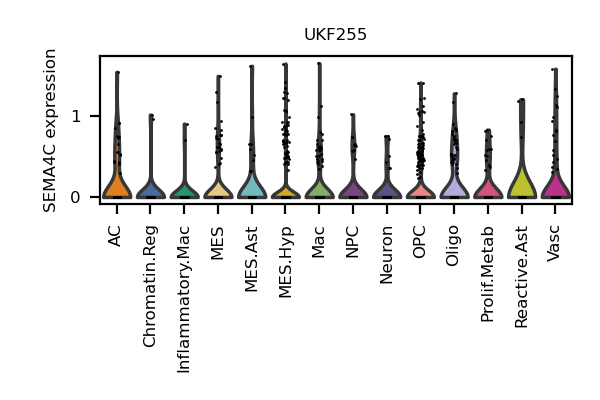 UKF255
SEMA4C expression
1
0
AC
Chromatin.Reg
Inflammatory.Mac
MES
MES.Ast
MES.Hyp
Mac
NPC
Neuron
OPC
Oligo
Prolif.Metab
Reactive.Ast
Vasc